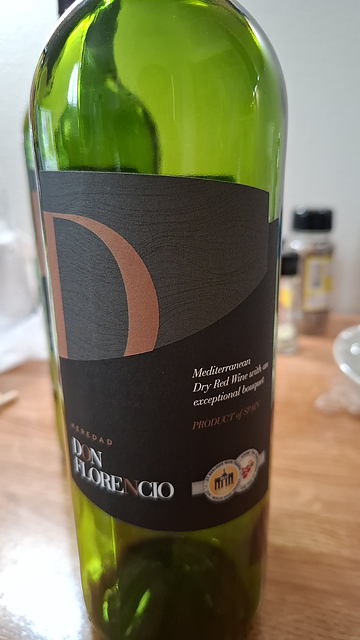 D
Mediterranean
Dry Red Wine with an
exceptional bouquet
PRODUCT of SPAIN
HEREDAD
DON
FLORENCIO